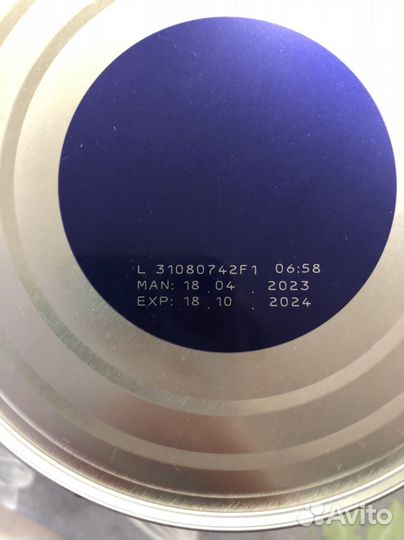 L 31080742F1 06:58
MAN: 18 . 04 . 2023
EXP: 18 . 10 . 2024
Avito